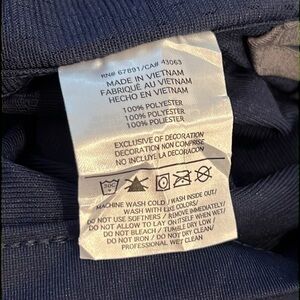 RN# 67891/CA# 43063
MADE IN VIETNAM
FABRIQUÉ AU VIETNAM
HECHO EN VIETNAM
100% POLYESTER
100% POLYESTER
100% POLYESTER
EXCLUSIVE OF DECORATION
DECORATION NON COMPRISE
NO INCLUYE LA DECORACION
MACHINE WASH COLD / WASH INSIDE OUT/
WASH WITH LIKE COLORS/
DO NOT USE SOFTNERS / REMOVE IMMEDIATELY/
DO NOT ALLOW TO LAY ON ITSELF WHEN WET/
DO NOT BLEACH / TUMBLE DRY LOW/
DO NOT IRON / DO NOT DRY CLEAN/
PROFESSIONAL WET CLEAN